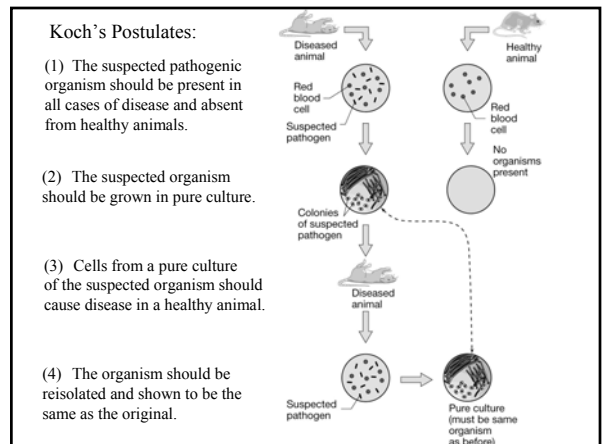 Koch's Postulates:
(1) The suspected pathogenic
organism should be present in
all cases of disease and absent
from healthy animals.
(2) The suspected organism
should be grown in pure culture.
(3) Cells from a pure culture
of the suspected organism should
cause disease in a healthy animal.
(4) The organism should be
reisolated and shown to be the
same as the original.
Diseased
animal
Healthy
animal
Red
blood
cell
Suspected
pathogen
Red
blood
cell
No
organisms
present
Colonies
of suspected
pathogen
Diseased
animal
Suspected
pathogen
Pure culture
(must be same
organism
as before)